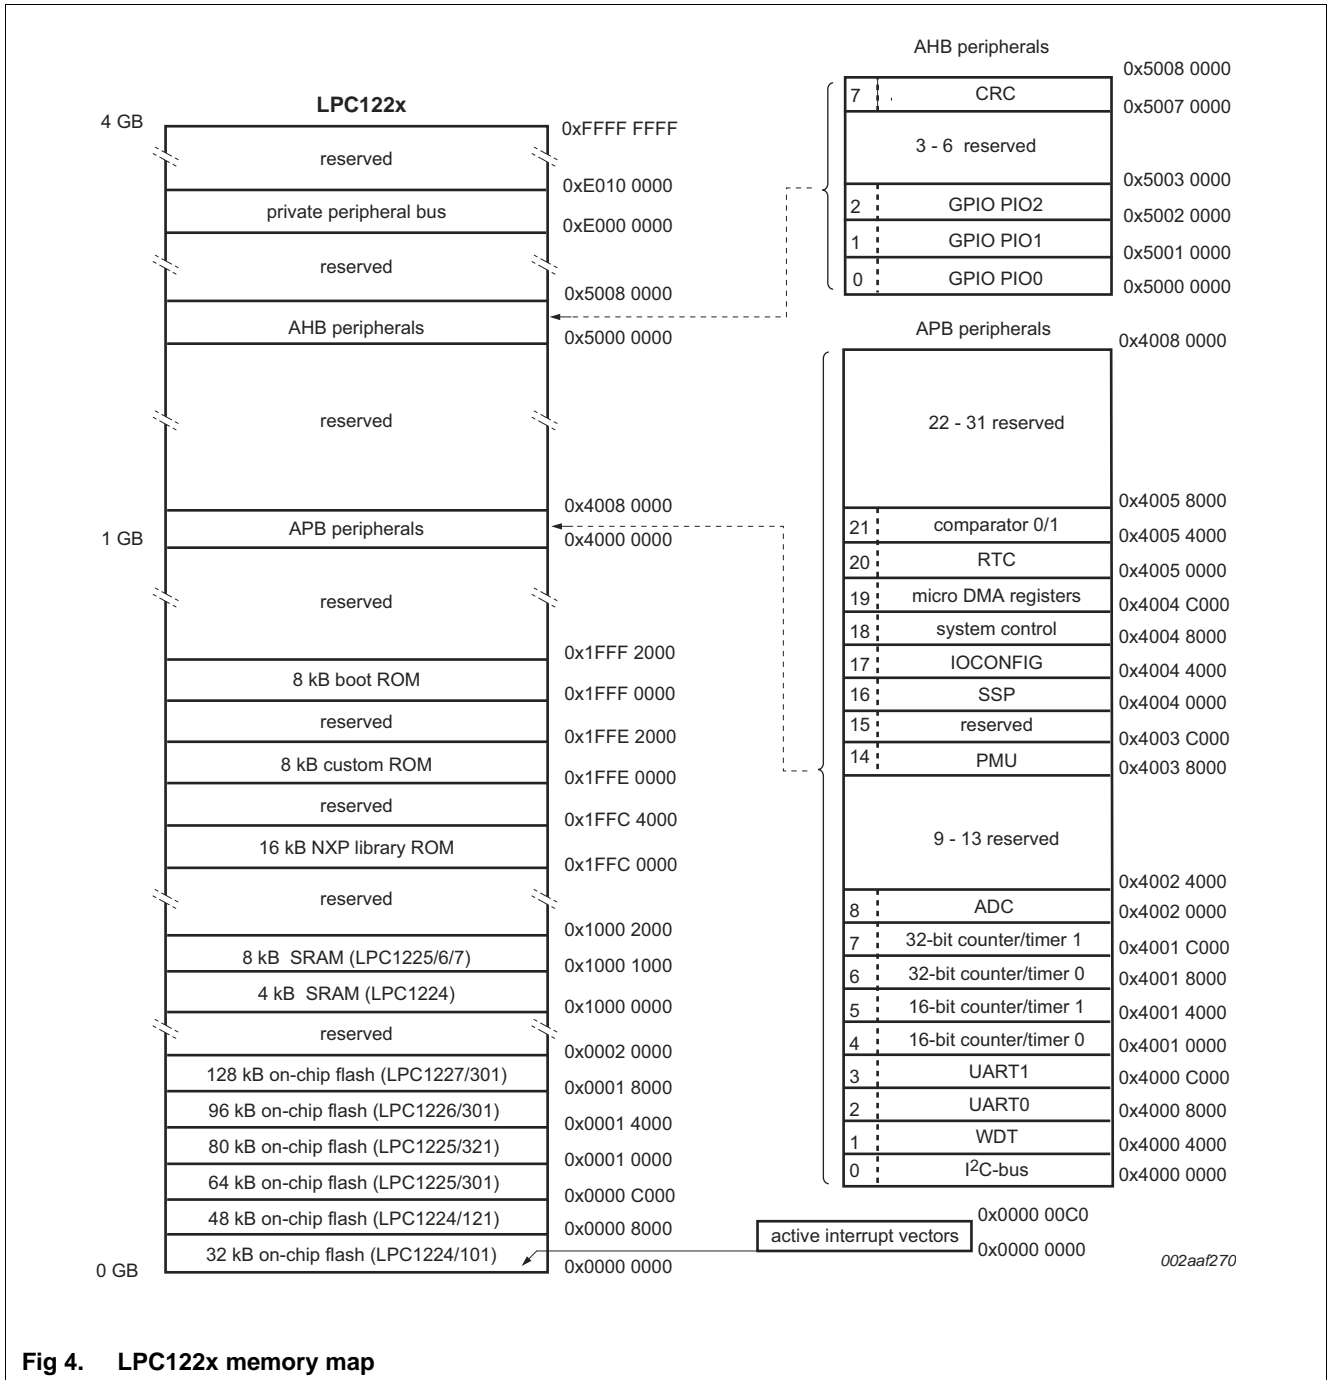 LPC122x
4 GB
0xFFFF FFFF
reserved
0xE010 0000
private peripheral bus
0xE000 0000
reserved
0x5008 0000
AHB peripherals
0x5000 0000
reserved
0x4008 0000
1 GB
APB peripherals
0x4000 0000
reserved
0x1FFF 2000
8 kB boot ROM
0x1FFF 0000
reserved
0x1FFE 2000
8 kB custom ROM
0x1FFE 0000
reserved
0x1FFC 4000
16 kB NXP library ROM
0x1FFC 0000
reserved
0x1000 2000
8 kB SRAM (LPC1225/6/7)
0x1000 1000
4 kB SRAM (LPC1224)
0x1000 0000
reserved
0x0002 0000
128 kB on-chip flash (LPC1227/301)
0x0001 8000
96 kB on-chip flash (LPC1226/301)
0x0001 4000
80 kB on-chip flash (LPC1225/321)
0x0001 0000
64 kB on-chip flash (LPC1225/301)
0x0000 C000
48 kB on-chip flash (LPC1224/121)
0x0000 8000
32 kB on-chip flash (LPC1224/101)
0 GB
0x0000 0000
AHB peripherals
0x5008 0000
7 CRC
0x5007 0000
3 - 6 reserved
0x5003 0000
2 GPIO PIO2
0x5002 0000
1 GPIO PIO1
0x5001 0000
0 GPIO PIO0
0x5000 0000
APB peripherals
0x4008 0000
22 - 31 reserved
0x4005 8000
21 comparator 0/1
0x4005 4000
20 RTC
0x4005 0000
19 micro DMA registers
0x4004 C000
18 system control
0x4004 8000
17 IOCONFIG
0x4004 4000
16 SSP
0x4004 0000
15 reserved
0x4003 C000
14 PMU
0x4003 8000
9 - 13 reserved
0x4002 4000
8 ADC
0x4002 0000
7 32-bit counter/timer 1
0x4001 C000
6 32-bit counter/timer 0
0x4001 8000
5 16-bit counter/timer 1
0x4001 4000
4 16-bit counter/timer 0
0x4001 0000
3 UART1
0x4000 C000
2 UART0
0x4000 8000
1 WDT
0x4000 4000
0 I2C-bus
0x4000 0000
0x0000 00C0
active interrupt vectors
0x0000 0000
002aaf270
Fig 4. LPC122x memory map